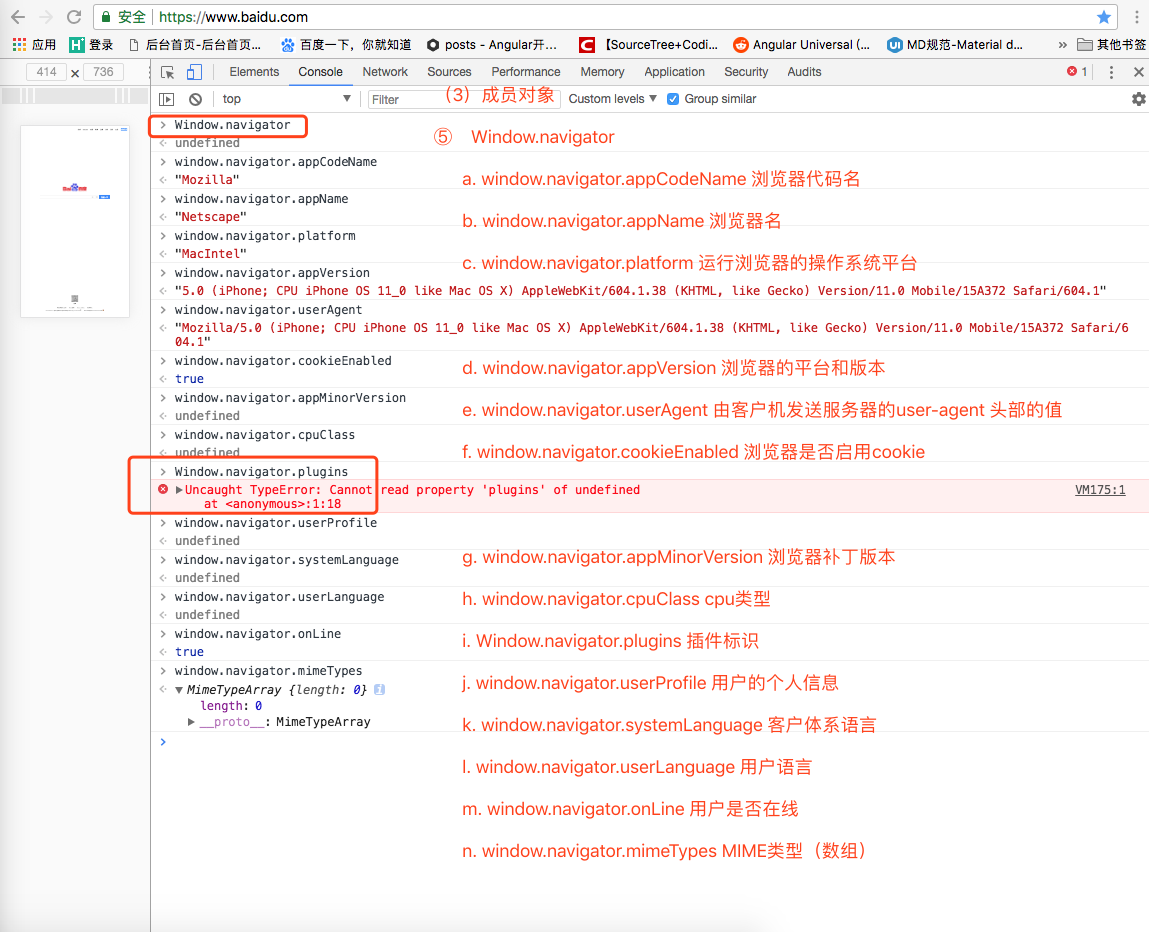 安全 https://www.baidu.com
应用 登录 后台首页-后台首页... 百度一下，你就知道 posts - Angular开... 【SourceTree+Codi... Angular Universal (... MD规范-Material d... » 其他书签
414 × 736 Elements Console Network Sources Performance Memory Application Security Audits 1
top Filter Custom levels Group similar
（3）成员对象
Window.navigator
undefined
⑤ Window.navigator
window.navigator.appCodeName
"Mozilla"
a. window.navigator.appCodeName 浏览器代码名
window.navigator.appName
"Netscape"
b. window.navigator.appName 浏览器名
window.navigator.platform
"MacIntel"
c. window.navigator.platform 运行浏览器的操作系统平台
window.navigator.appVersion
"5.0 (iPhone; CPU iPhone OS 11_0 like Mac OS X) AppleWebKit/604.1.38 (KHTML, like Gecko) Version/11.0 Mobile/15A372 Safari/604.1"
window.navigator.userAgent
"Mozilla/5.0 (iPhone; CPU iPhone OS 11_0 like Mac OS X) AppleWebKit/604.1.38 (KHTML, like Gecko) Version/11.0 Mobile/15A372 Safari/6
04.1"
window.navigator.cookieEnabled
true
d. window.navigator.appVersion 浏览器的平台和版本
window.navigator.appMinorVersion
undefined
e. window.navigator.userAgent 由客户机发送服务器的user-agent 头部的值
window.navigator.cpuClass
undefined
f. window.navigator.cookieEnabled 浏览器是否启用cookie
Window.navigator.plugins
Uncaught TypeError: Cannot read property 'plugins' of undefined VM175:1
at <anonymous>:1:18
window.navigator.userProfile
undefined
window.navigator.systemLanguage
undefined
g. window.navigator.appMinorVersion 浏览器补丁版本
window.navigator.userLanguage
undefined
h. window.navigator.cpuClass cpu类型
window.navigator.onLine
true
i. Window.navigator.plugins 插件标识
window.navigator.mimeTypes
MimeTypeArray {length: 0} i
length: 0
__proto__: MimeTypeArray
j. window.navigator.userProfile 用户的个人信息
k. window.navigator.systemLanguage 客户体系语言
l. window.navigator.userLanguage 用户语言
m. window.navigator.onLine 用户是否在线
n. window.navigator.mimeTypes MIME类型（数组）